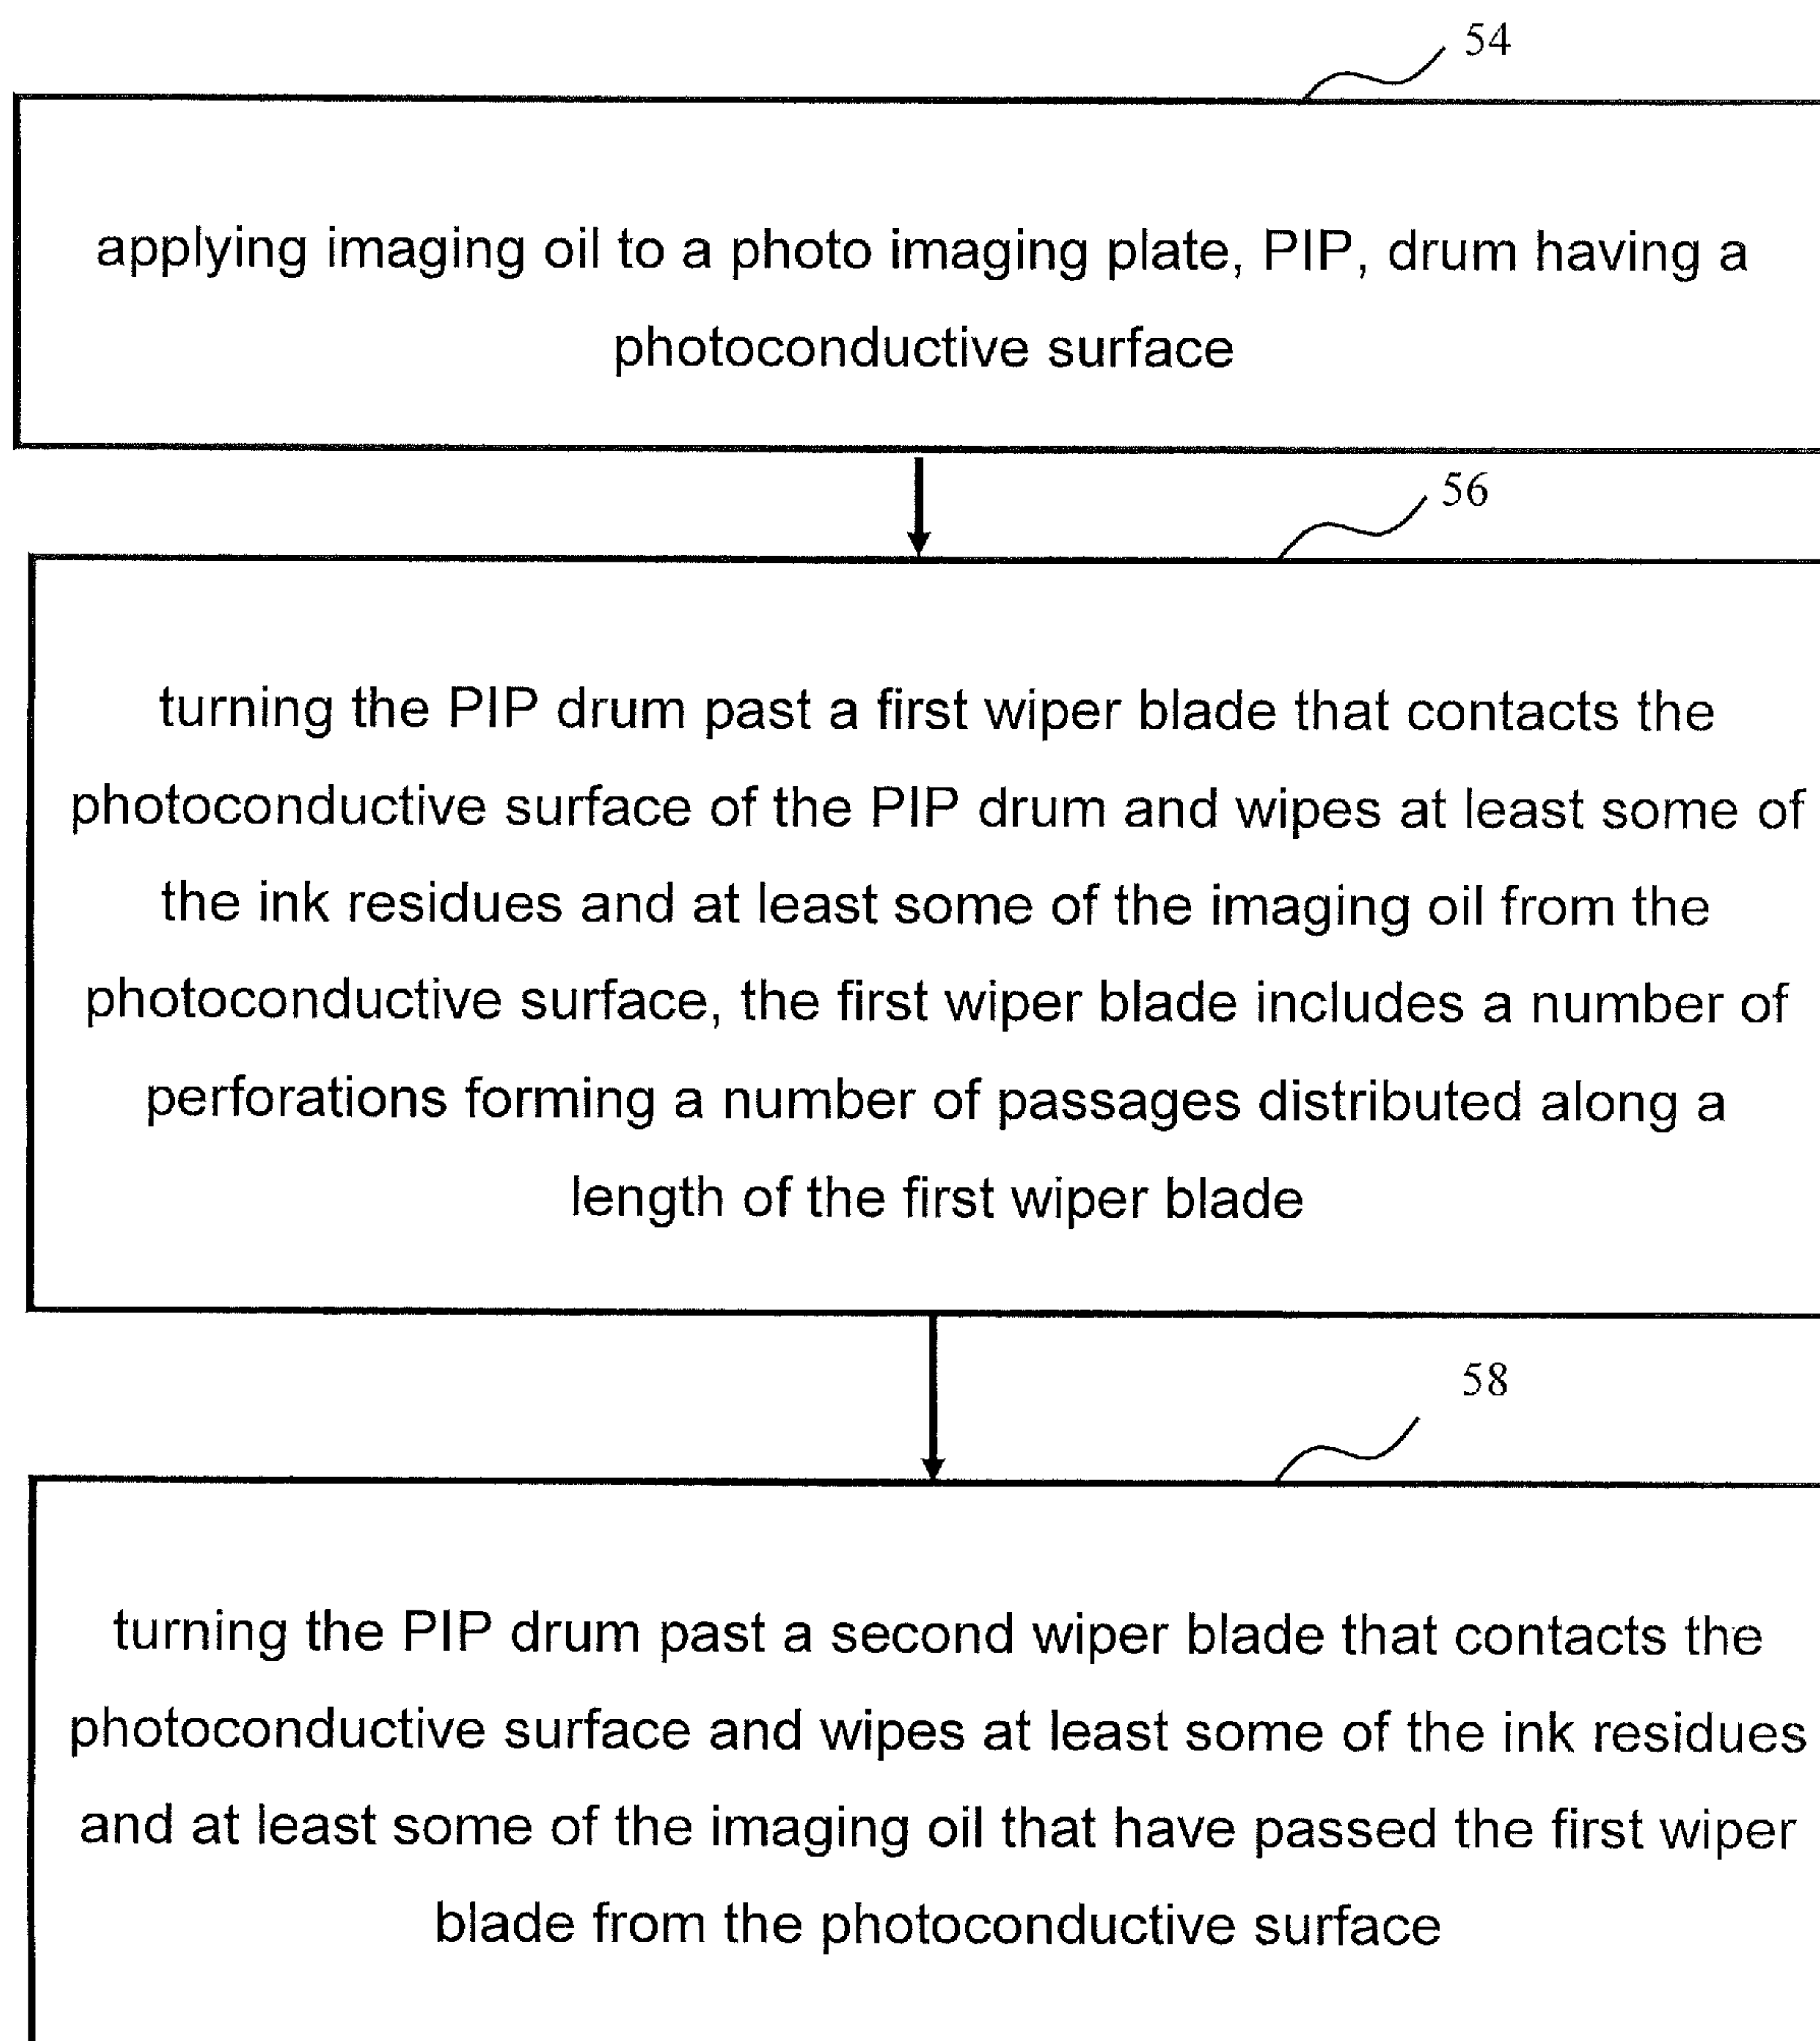 54
applying imaging oil to a photo imaging plate, PIP, drum having a
photoconductive surface
56
turning the PIP drum past a first wiper blade that contacts the
photoconductive surface of the PIP drum and wipes at least some of
the ink residues and at least some of the imaging oil from the
photoconductive surface, the first wiper blade includes a number of
perforations forming a number of passages distributed along a
length of the first wiper blade
58
turning the PIP drum past a second wiper blade that contacts the
photoconductive surface and wipes at least some of the ink residues
and at least some of the imaging oil that have passed the first wiper
blade from the photoconductive surface